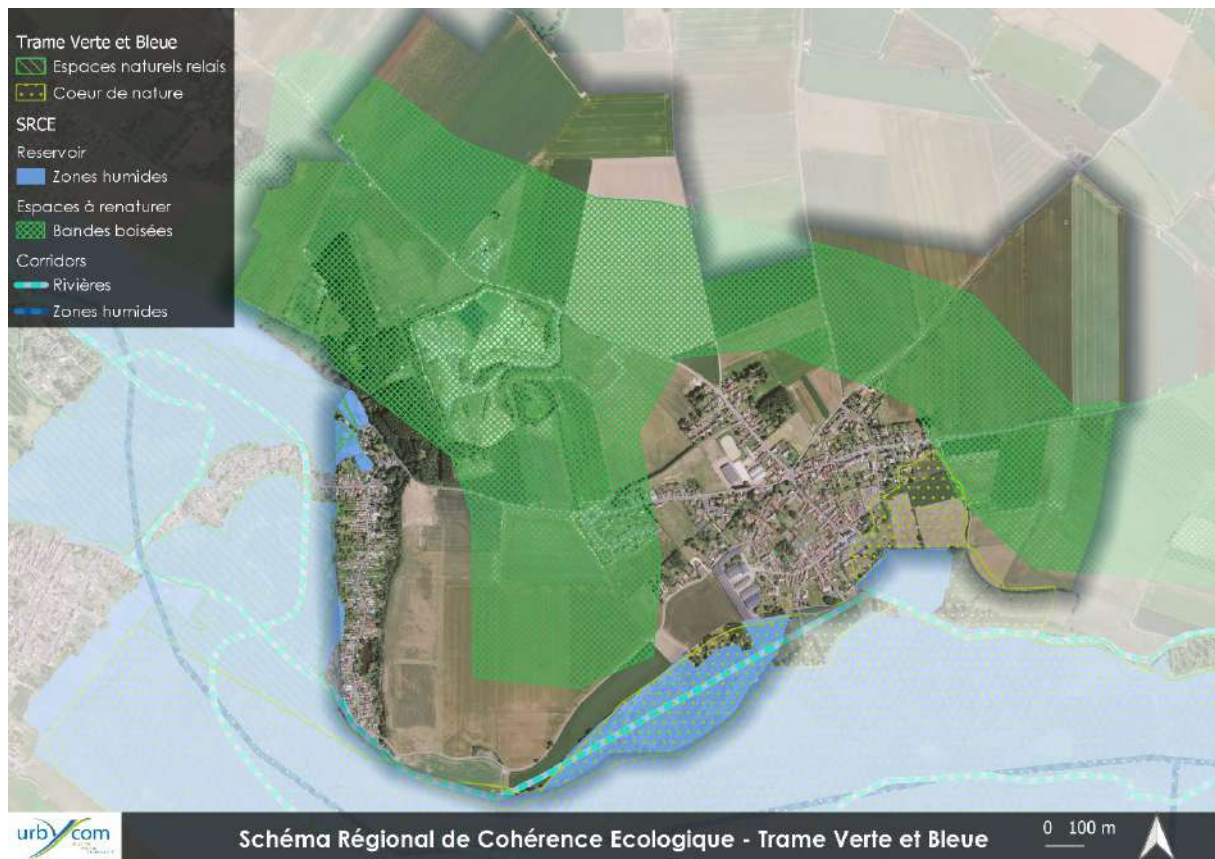 Trame Verte et Bleue
Espaces naturels relais
Coeur de nature
SRCE
Reservoir
Zones humides
Espaces à renaturer
Bandes boisées
Corridors
Rivières
Zones humides
urbycom
Schéma Régional de Cohérence Ecologique - Trame Verte et Bleue
0 100 m